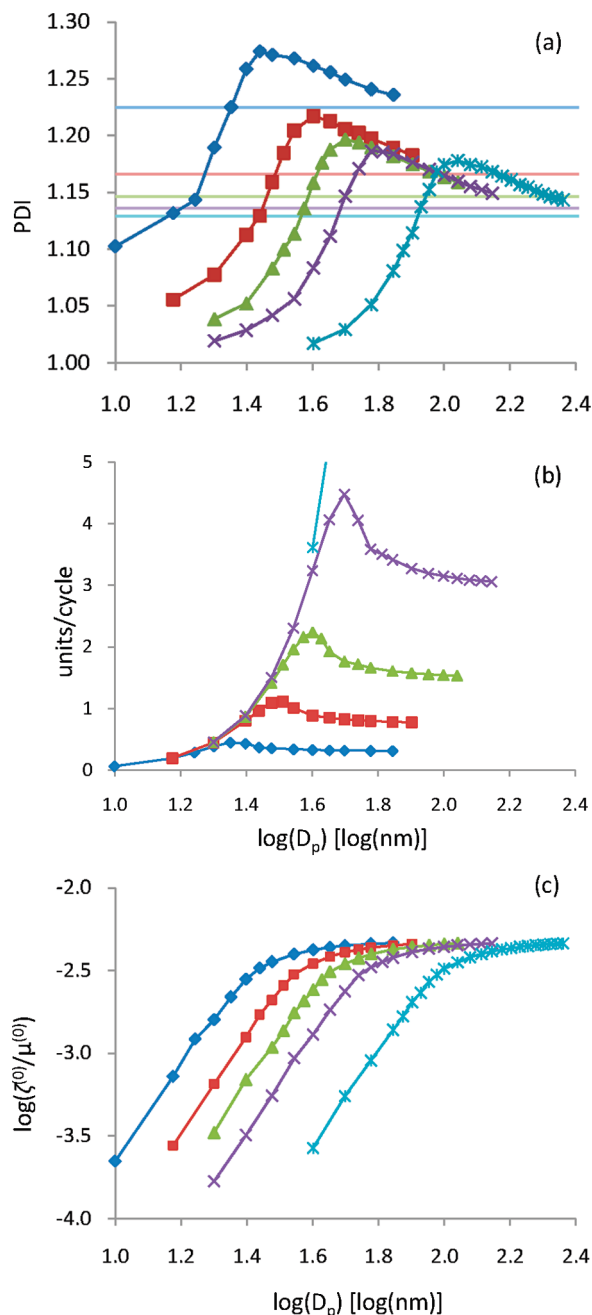 (a)
PDI
1.30
1.25
1.20
1.15
1.10
1.05
1.00
1.0 1.2 1.4 1.6 1.8 2.0 2.2 2.4
(b)
units/cycle
5
4
3
2
1
0
1.0 1.2 1.4 1.6 1.8 2.0 2.2 2.4
log(Dₚ) [log(nm)]
(c)
log(ζ⁽⁰⁾/μ⁽⁰⁾)
-2.0
-2.5
-3.0
-3.5
-4.0
1.0 1.2 1.4 1.6 1.8 2.0 2.2 2.4
log(Dₚ) [log(nm)]